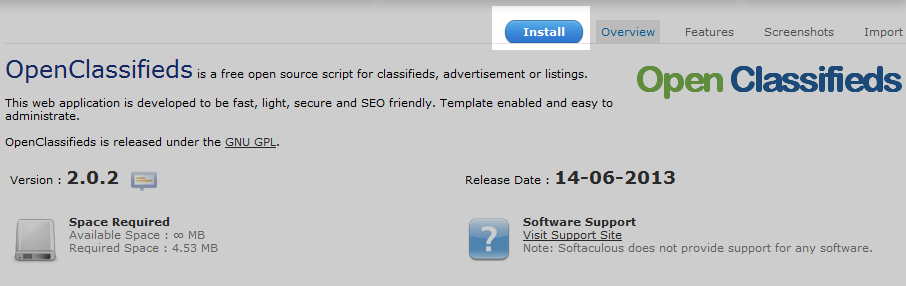 Install Overview Features Screenshots Import
OpenClassifieds is a free open source script for classifieds, advertisement or listings.
Open Classifieds
This web application is developed to be fast, light, secure and SEO friendly. Template enabled and easy to
administrate.
OpenClassifieds is released under the GNU GPL.
Version : 2.0.2
Release Date : 14-06-2013
Space Required
Available Space : ∞ MB
Required Space : 4.53 MB
?
Software Support
Visit Support Site
Note: Softaculous does not provide support for any software.